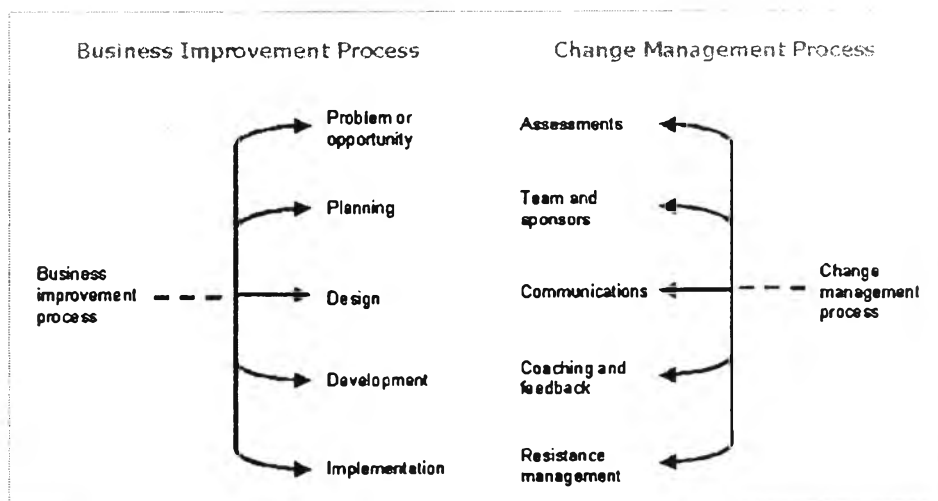 Business Improvement Process
Change Management Process
Problem or
opportunity
Planning
Business
improvement
process
Design
Development
Implementation
Assessments
Team and
sponsors
Communications
Change
management
process
Coaching and
feedback
Resistance
management